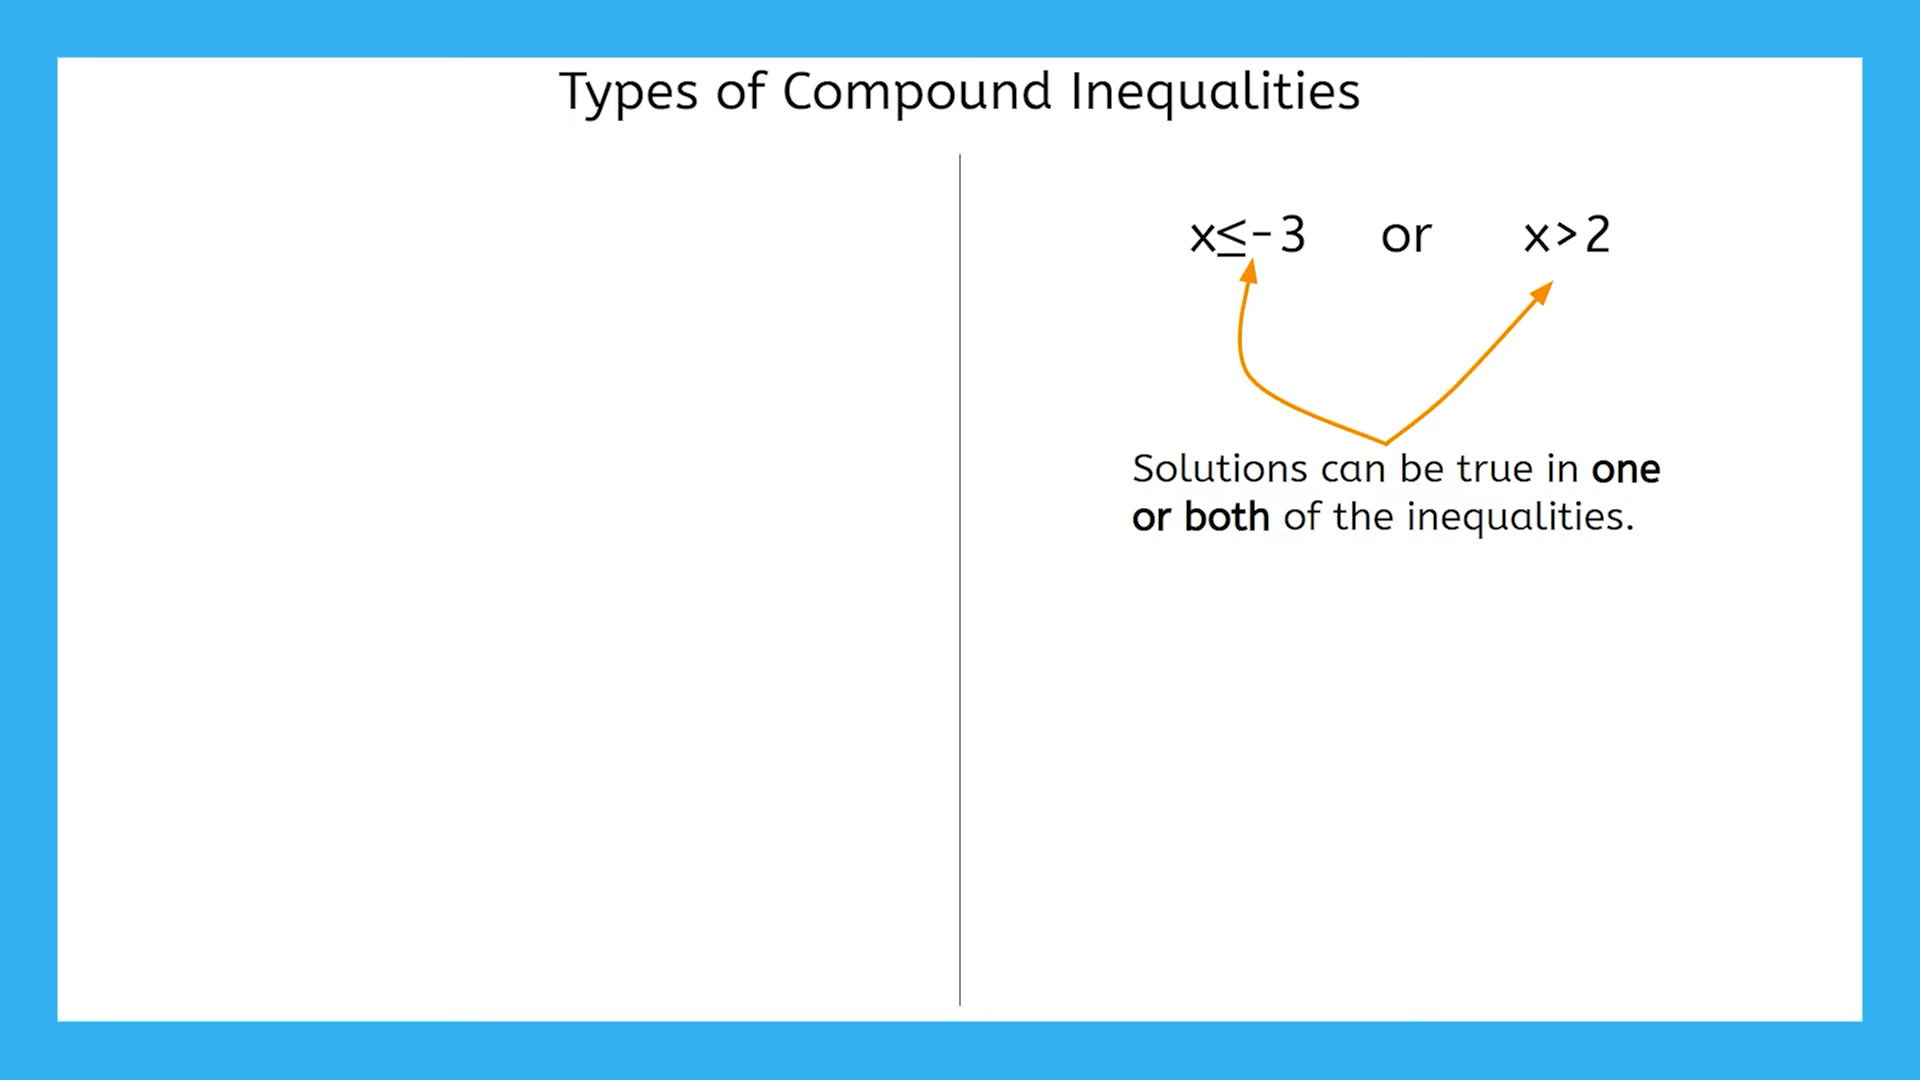 Types of Compound Inequalities
x≤-3 or x>2
Solutions can be true in one
or both of the inequalities.